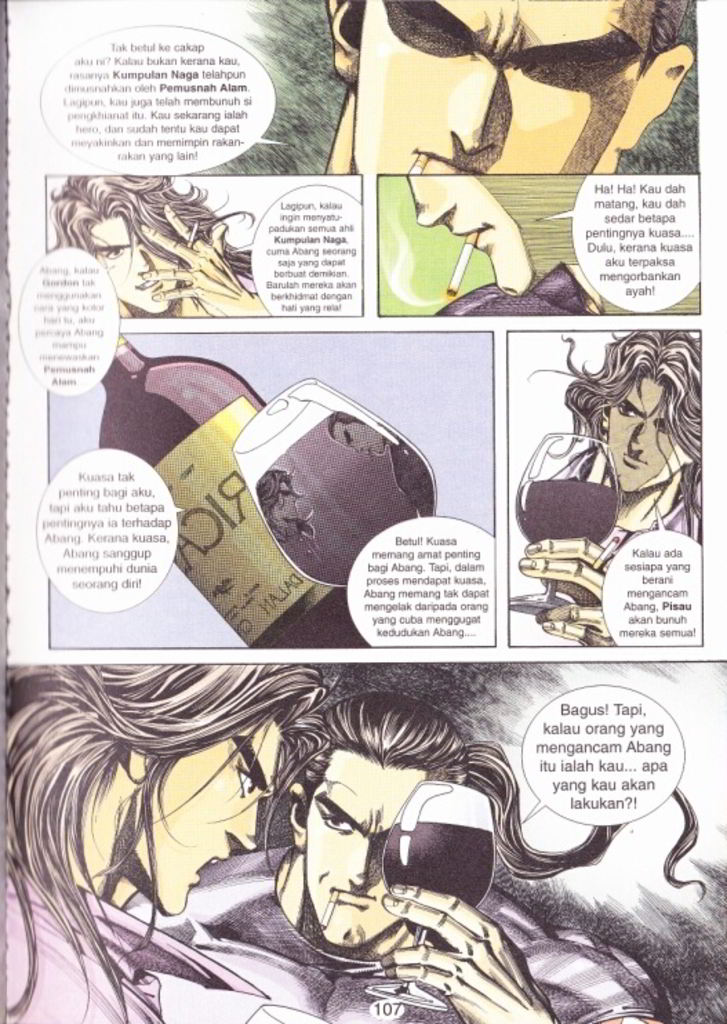 Tak betul ke cakap
aku ni? Kalau bukan kerana kau,
rasanya Kumpulan Naga telahpun
dimusnahkan oleh Pemusnah Alam.
Lagipun, kau juga telah membunuh si
pengkhianat itu. Kau sekarang ialah
hero, dan sudah tentu kau dapat
meyakinkan dan memimpin rakan-
rakan yang lain!
Lagipun, kalau
ingin menyatu-
padukan semua ahli
Kumpulan Naga,
cuma Abang seorang
saja yang dapat
berbuat demikian.
Barulah mereka akan
berkhidmat dengan
hati yang rela!
Abang, kalau
Gordon tak
menggunakan
cara yang kotor
hari tu, aku
percaya Abang
mampu
menewaskan
Pemusnah
Alam...
Ha! Ha! Kau dah
matang, kau dah
sedar betapa
pentingnya kuasa....
Dulu, kerana kuasa
aku terpaksa
mengorbankan
ayah!
Kuasa tak
penting bagi aku,
tapi aku tahu betapa
pentingnya ia terhadap
Abang. Kerana kuasa,
Abang sanggup
menempuhi dunia
seorang diri!
Betul! Kuasa
memang amat penting
bagi Abang. Tapi, dalam
proses mendapat kuasa,
Abang memang tak dapat
mengelak daripada orang
yang cuba menggugat
kedudukan Abang....
Kalau ada
sesiapa yang
berani
mengancam
Abang, Pisau
akan bunuh
mereka semua!
Bagus! Tapi,
kalau orang yang
mengancam Abang
itu ialah kau... apa
yang kau akan
lakukan?!
107